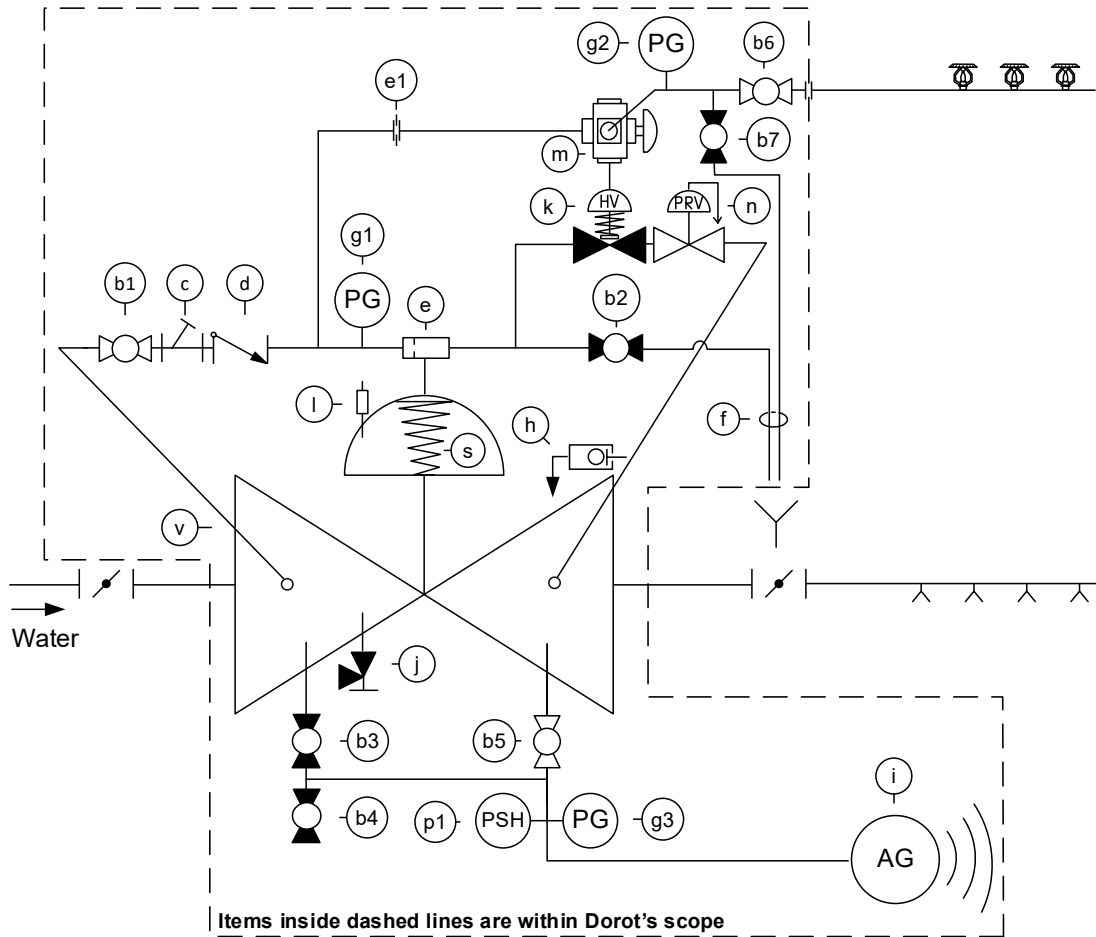 g2 PG b6
e1
m b7
HV PRV
k n
g1
b1 c d PG e b2
l s h f
v
Water
j
b3 b5
i
b4 p1 PSH PG g3
AG
Items inside dashed lines are within Dorot's scope